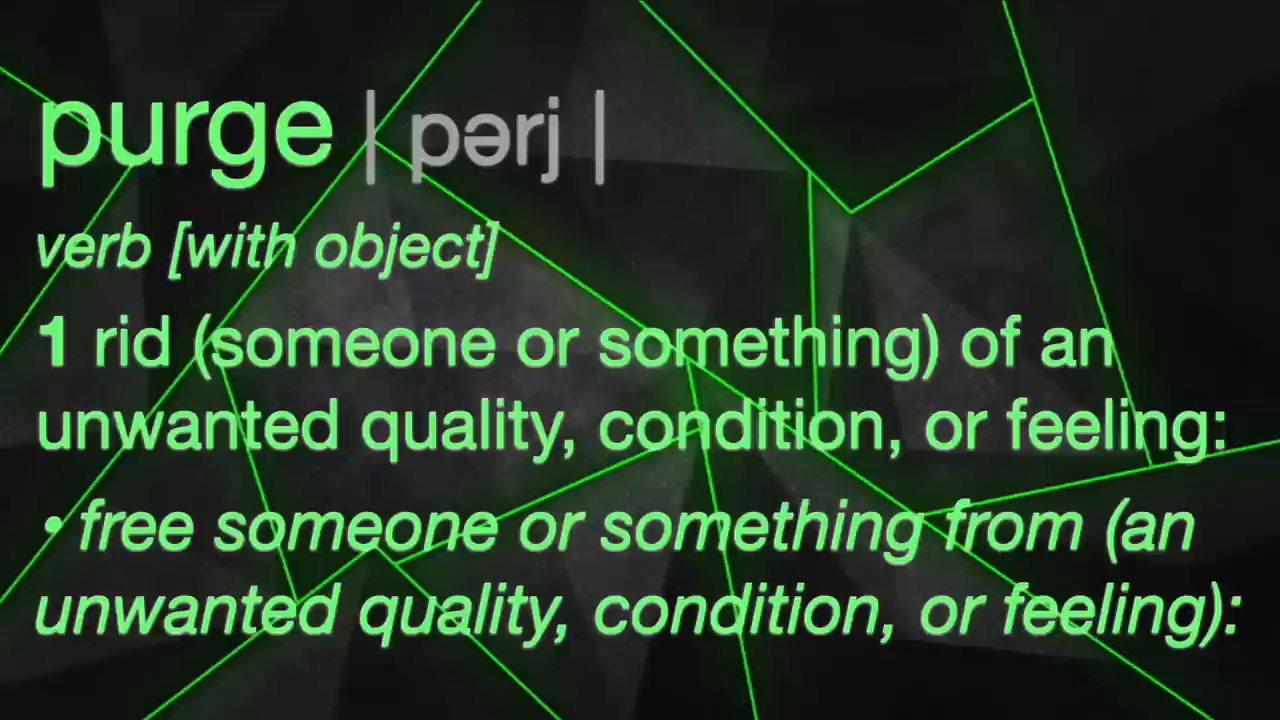 purge | pərj |
verb [with object]
1 rid (someone or something) of an
unwanted quality, condition, or feeling:
• free someone or something from (an
unwanted quality, condition, or feeling):